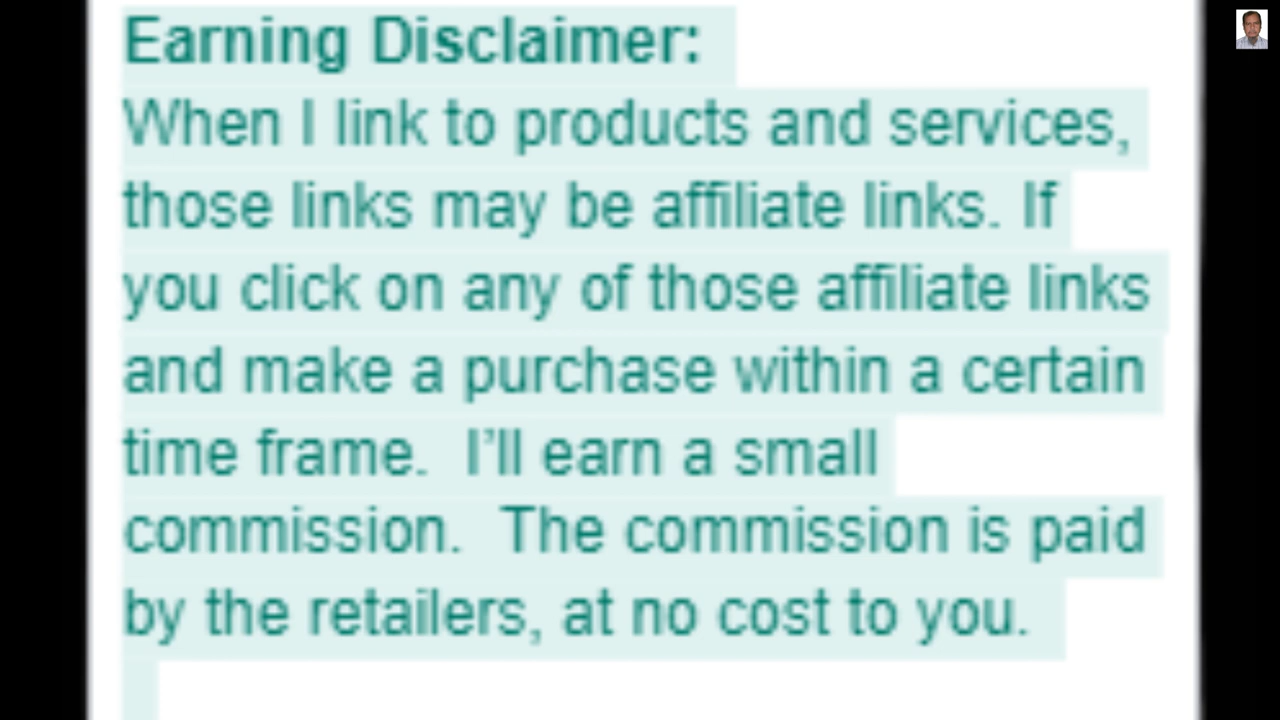 Earning Disclaimer:
When I link to products and services,
those links may be affiliate links. If
you click on any of those affiliate links
and make a purchase within a certain
time frame.  I’ll earn a small
commission.  The commission is paid
by the retailers, at no cost to you.